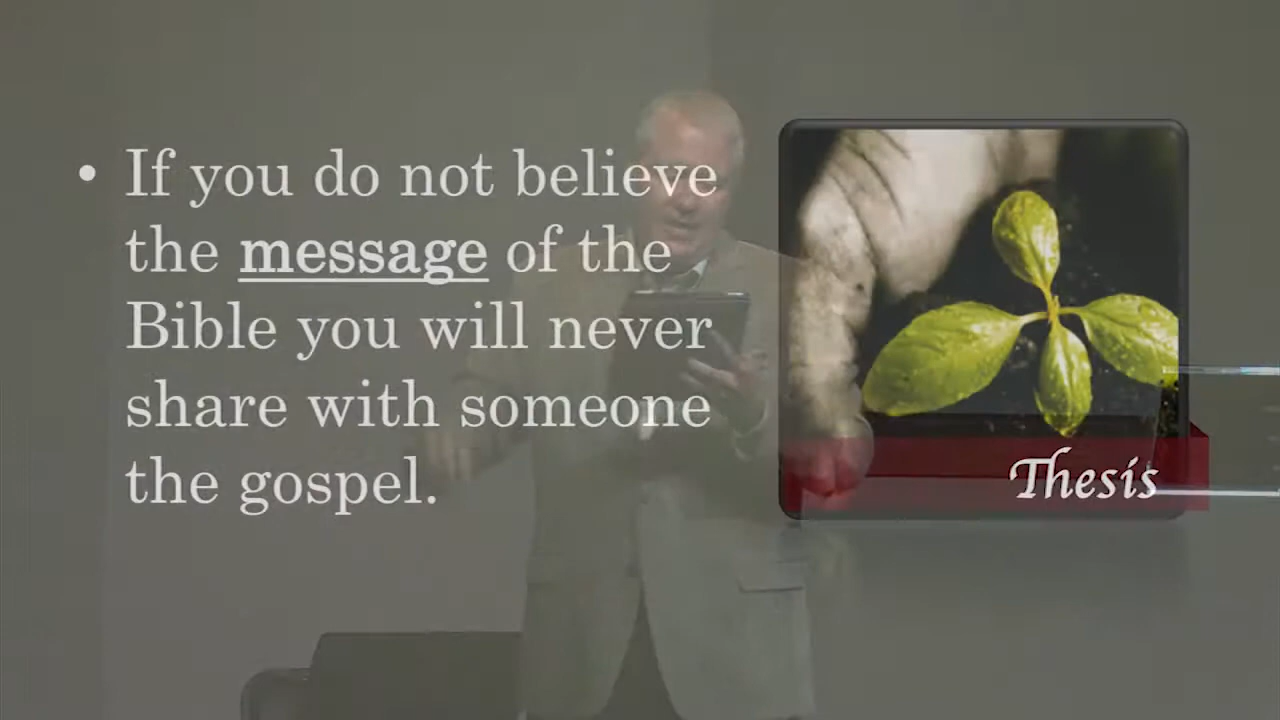 • If you do not believe
the message of the
Bible you will never
share with someone
the gospel.
Thesis